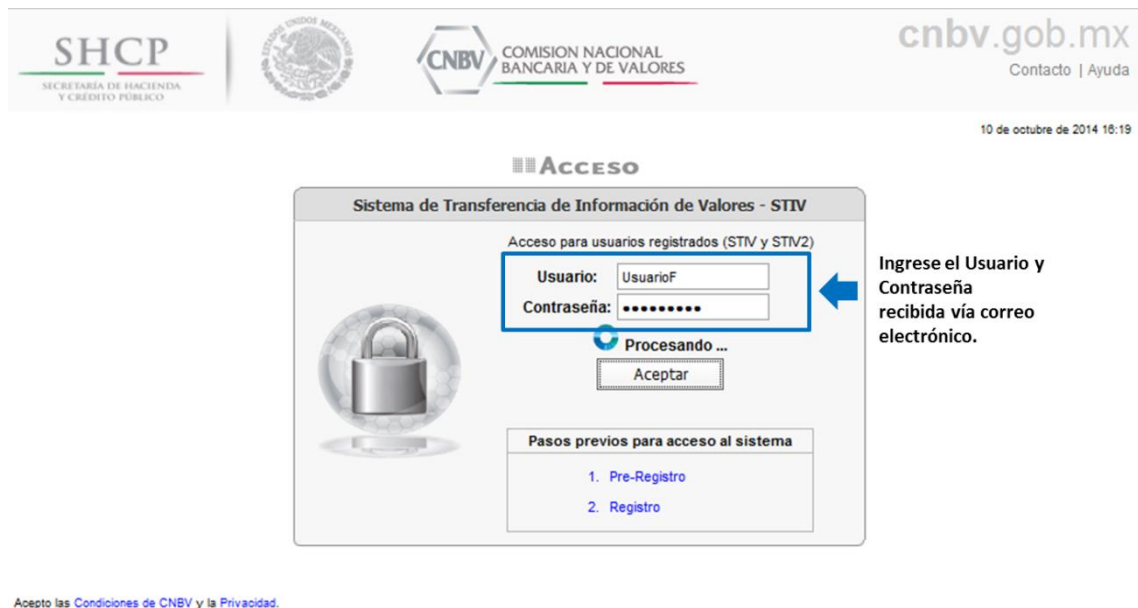 SHCP
SECRETARÍA DE HACIENDA
Y CRÉDITO PÚBLICO
ESTADOS UNIDOS MEXICANOS
CNBV
COMISION NACIONAL
BANCARIA Y DE VALORES
cnbv.gob.mx
Contacto | Ayuda
10 de octubre de 2014 16:19
ACCESO
Sistema de Transferencia de Información de Valores - STIV
Acceso para usuarios registrados (STIV y STIV2)
Usuario: UsuarioF
Contraseña: •••••••••
Procesando ...
Aceptar
Ingrese el Usuario y
Contraseña
recibida vía correo
electrónico.
Pasos previos para acceso al sistema
1. Pre-Registro
2. Registro
Acepto las Condiciones de CNBV y la Privacidad.